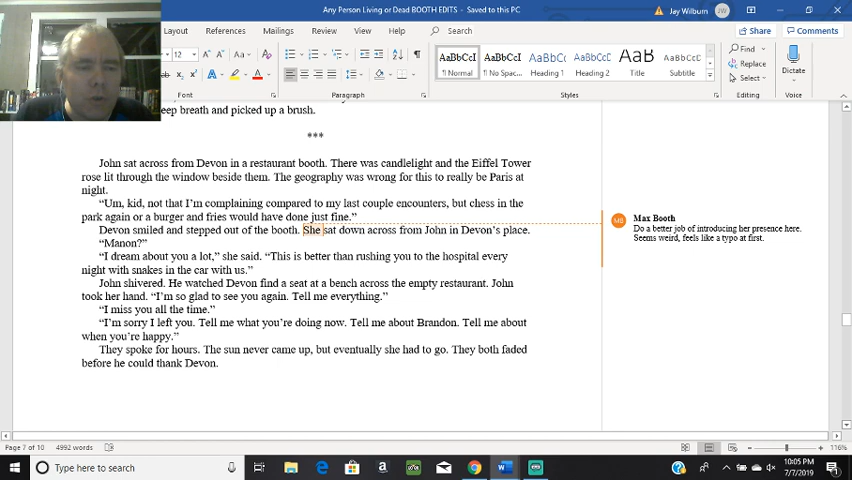 Any Person Living or Dead BOOTH EDITS - Saved to this PC
Jay Wilburn
JW
Layout References Mailings Review View Help Search
Share Comments
12 Aa
Find
Replace
Select
Dictate
AaBbCcI AaBbCcI AaBbCc AaBbCcI AaB AaBbCcI
¶ Normal ¶ No Spac... Heading 1 Heading 2 Title Subtitle
Paragraph Styles Editing Voice
eep breath and picked up a brush.
***
John sat across from Devon in a restaurant booth. There was candlelight and the Eiffel Tower
rose lit through the window beside them. The geography was wrong for this to really be Paris at
night.
“Um, kid, not that I’m complaining compared to my last couple encounters, but chess in the
park again or a burger and fries would have done just fine.”
Devon smiled and stepped out of the booth. She sat down across from John in Devon’s place.
“Manon?”
“I dream about you a lot,” she said. “This is better than rushing you to the hospital every
night with snakes in the car with us.”
John shivered. He watched Devon find a seat at a bench across the empty restaurant. John
took her hand. “I’m so glad to see you again. Tell me everything.”
“I miss you all the time.”
“I’m sorry I left you. Tell me what you’re doing now. Tell me about Brandon. Tell me about
when you’re happy.”
They spoke for hours. The sun never came up, but eventually she had to go. They both faded
before he could thank Devon.
MB
Max Booth
Do a better job of introducing her presence here.
Seems weird, feels like a typo at first.
Page 7 of 10 4992 words
116%
Type here to search
10:05 PM
7/7/2019